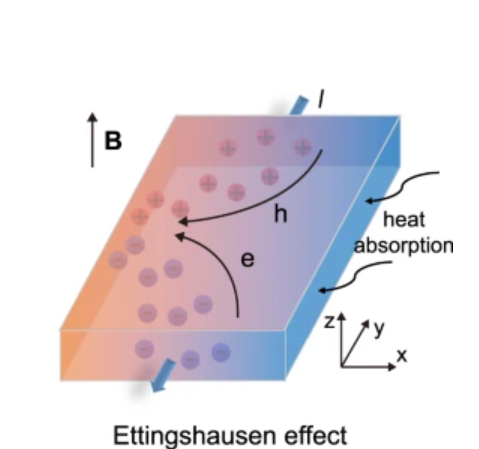 I
B
h
heat
absorption
e
z
y
x
Ettingshausen effect